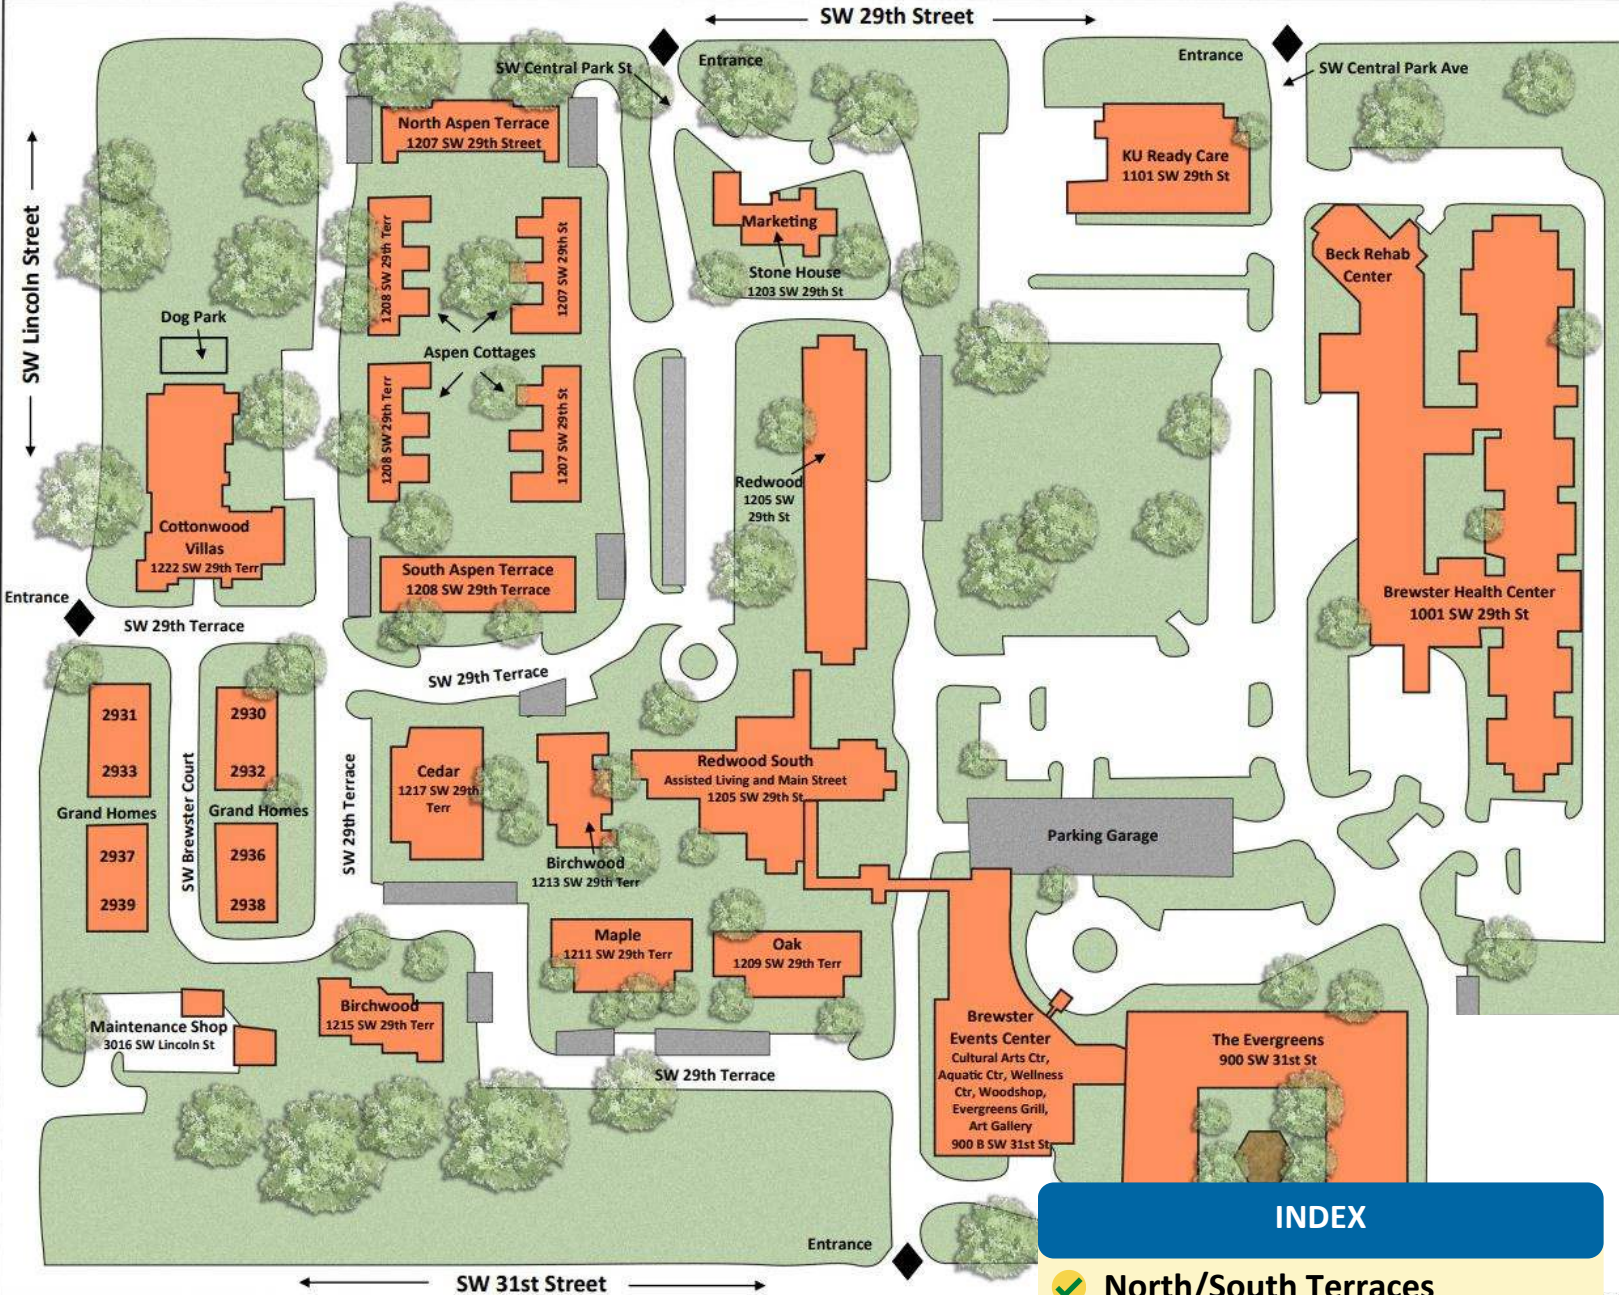 SW 29th Street
Entrance
SW Central Park St
Entrance
SW Central Park Ave
North Aspen Terrace
1207 SW 29th Street
KU Ready Care
1101 SW 29th St
SW Lincoln Street
1208 SW 29th Terr
1207 SW 29th St
Marketing
Stone House
1203 SW 29th St
Beck Rehab
Center
Dog Park
Aspen Cottages
1208 SW 29th Terr
1207 SW 29th St
Redwood
1205 SW
29th St
Cottonwood
Villas
1222 SW 29th Terr
South Aspen Terrace
1208 SW 29th Terrace
Brewster Health Center
1001 SW 29th St
Entrance
SW 29th Terrace
SW 29th Terrace
2931
2933
Grand Homes
2937
2939
SW Brewster Court
2930
2932
Grand Homes
2936
2938
SW 29th Terrace
Cedar
1217 SW 29th
Terr
Birchwood
1213 SW 29th Terr
Redwood South
Assisted Living and Main Street
1205 SW 29th St
Parking Garage
Maple
1211 SW 29th Terr
Oak
1209 SW 29th Terr
Maintenance Shop
3016 SW Lincoln St
Birchwood
1215 SW 29th Terr
Brewster
Events Center
Cultural Arts Ctr,
Aquatic Ctr, Wellness
Ctr, Woodshop,
Evergreens Grill,
Art Gallery
900 B SW 31st St
The Evergreens
900 SW 31st St
SW 29th Terrace
Entrance
SW 31st Street
INDEX
North/South Terraces